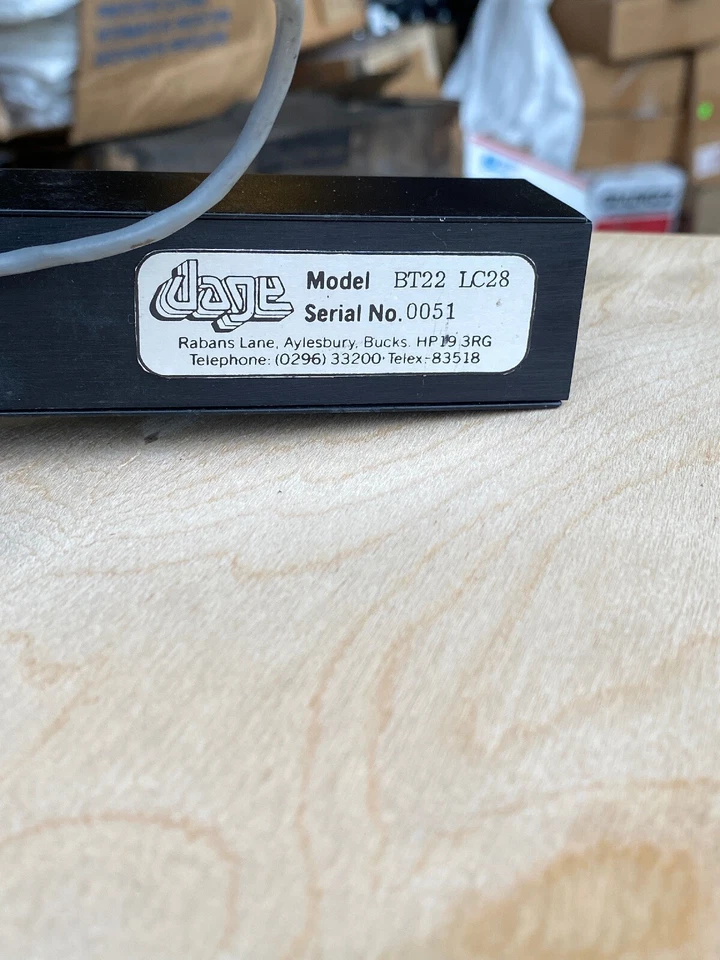 dage Model BT22 LC28
Serial No. 0051
Rabans Lane, Aylesbury, Bucks. HP19 3RG
Telephone: (0296) 33200· Telex:-83518